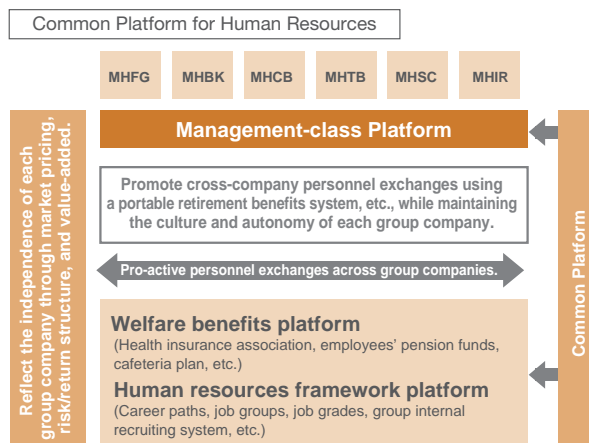 Common Platform for Human Resources
MHFG MHBK MHCB MHTB MHSC MHIR
Reflect the independence of each
group company through market pricing,
risk/return structure, and value-added.
Management-class Platform
Promote cross-company personnel exchanges using
a portable retirement benefits system, etc., while maintaining
the culture and autonomy of each group company.
Pro-active personnel exchanges across group companies.
Welfare benefits platform
(Health insurance association, employees' pension funds,
cafeteria plan, etc.)
Human resources framework platform
(Career paths, job groups, job grades, group internal
recruiting system, etc.)
Common Platform